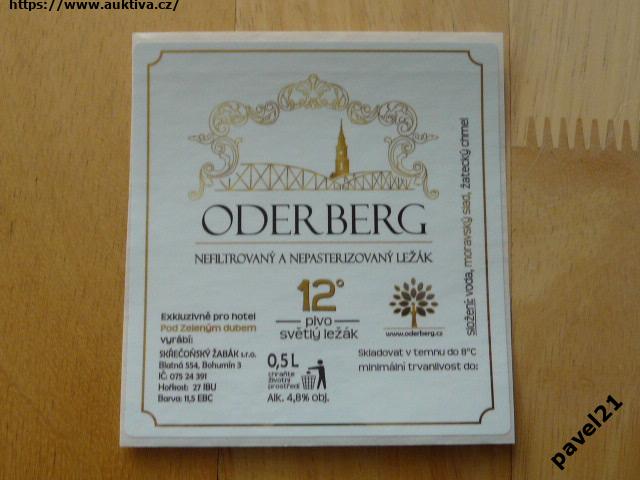 https://www.auktiva.cz/
ODERBERG
NEFILTROVANÝ A NEPASTERIZOVANÝ LEŽÁK
12°
pivo
světlý ležák
Exkluzivně pro hotel
Pod Zeleným dubem
vyrábí:
SKŘEČOŇSKÝ ŽABÁK s.r.o.
Blatná 554, Bohumín 3
IČ: 075 24 391
Hořkost: 27 IBU
Barva: 11,5 EBC
0,5 L
chraňte
životní
prostředí
Alk. 4,8% obj.
www.oderberg.cz
Skladovat v temnu do 8°C
minimální trvanlivost do:
složení: voda, moravský slad, žatecký chmel
pavel21